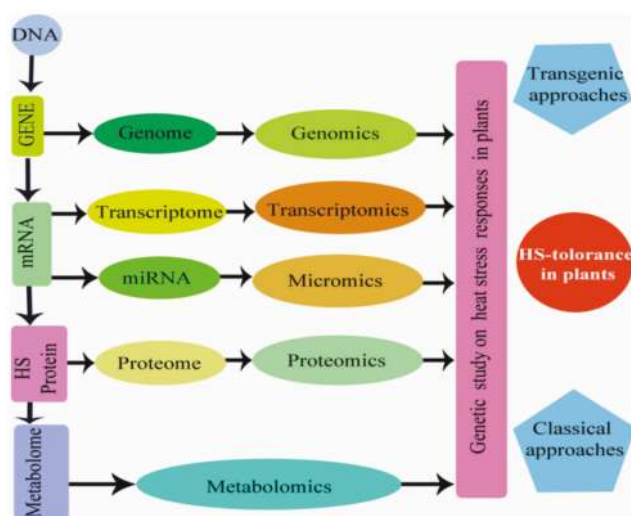 DNA
GENE
Genome
Genomics
mRNA
Transcriptome
Transcriptomics
miRNA
Micromics
HS
Protein
Proteome
Proteomics
Metabolome
Metabolomics
Genetic study on heat stress responses in plants
Transgenic
approaches
HS-tolorance
in plants
Classical
approaches